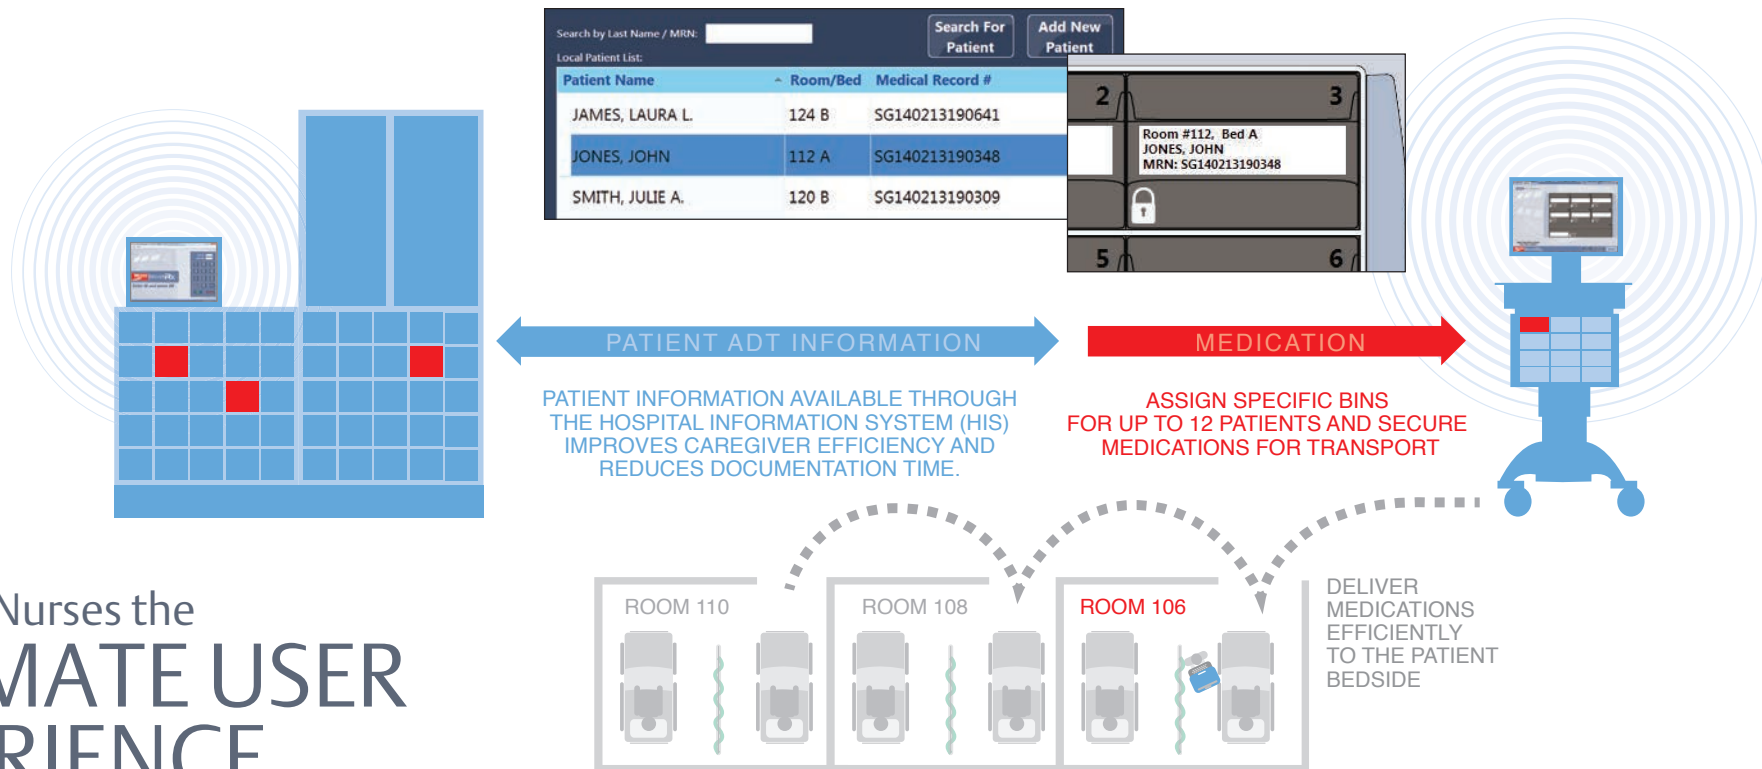 Search by Last Name / MRN:
Search For
Patient
Add New
Patient
Local Patient List:
Patient Name Room/Bed Medical Record #
JAMES, LAURA L. 124 B SG140213190641
JONES, JOHN 112 A SG140213190348
SMITH, JULIE A. 120 B SG140213190309
2
3
Room #112, Bed A
JONES, JOHN
MRN: SG140213190348
5
6
PATIENT ADT INFORMATION
MEDICATION
PATIENT INFORMATION AVAILABLE THROUGH
THE HOSPITAL INFORMATION SYSTEM (HIS)
IMPROVES CAREGIVER EFFICIENCY AND
REDUCES DOCUMENTATION TIME.
ASSIGN SPECIFIC BINS
FOR UP TO 12 PATIENTS AND SECURE
MEDICATIONS FOR TRANSPORT
ROOM 110
ROOM 108
ROOM 106
DELIVER
MEDICATIONS
EFFICIENTLY
TO THE PATIENT
BEDSIDE
Nurses the
MATE USER
RIENCE